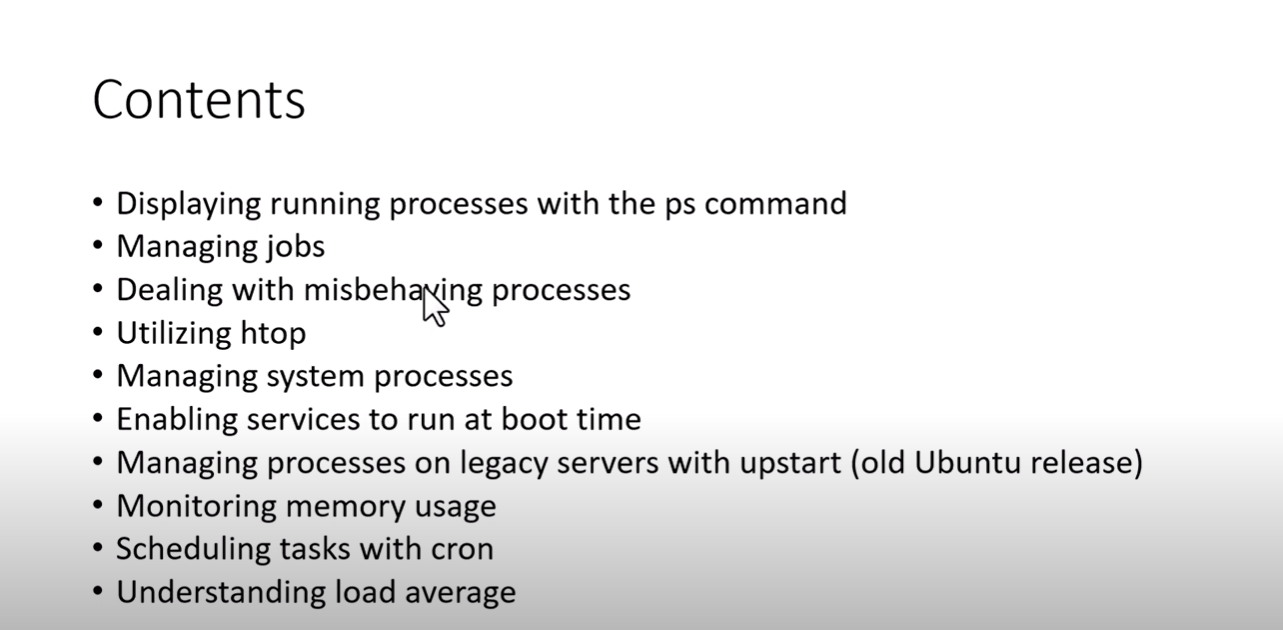 Contents
• Displaying running processes with the ps command
• Managing jobs
• Dealing with misbehaving processes
• Utilizing htop
• Managing system processes
• Enabling services to run at boot time
• Managing processes on legacy servers with upstart (old Ubuntu release)
• Monitoring memory usage
• Scheduling tasks with cron
• Understanding load average